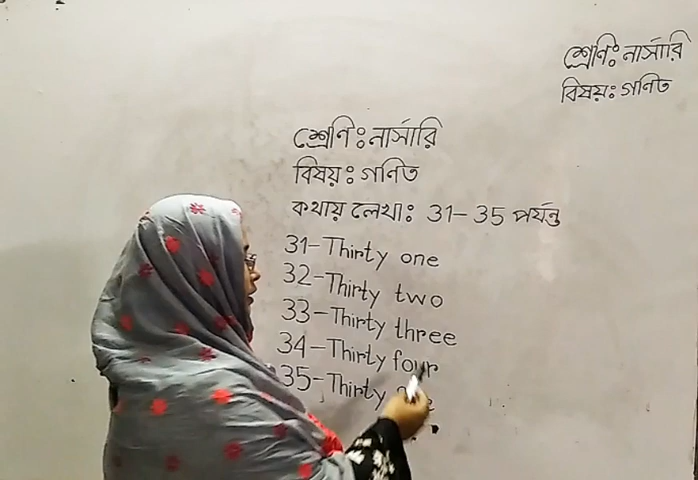 শ্রেণিঃ নার্সারি
বিষয়ঃ গণিত
শ্রেণিঃ নার্সারি
বিষয়ঃ গণিত
কথায় লেখাঃ 31-35 পর্যন্ত
31-Thirty one
32-Thirty two
33-Thirty three
34-Thirty four
35-Thirty